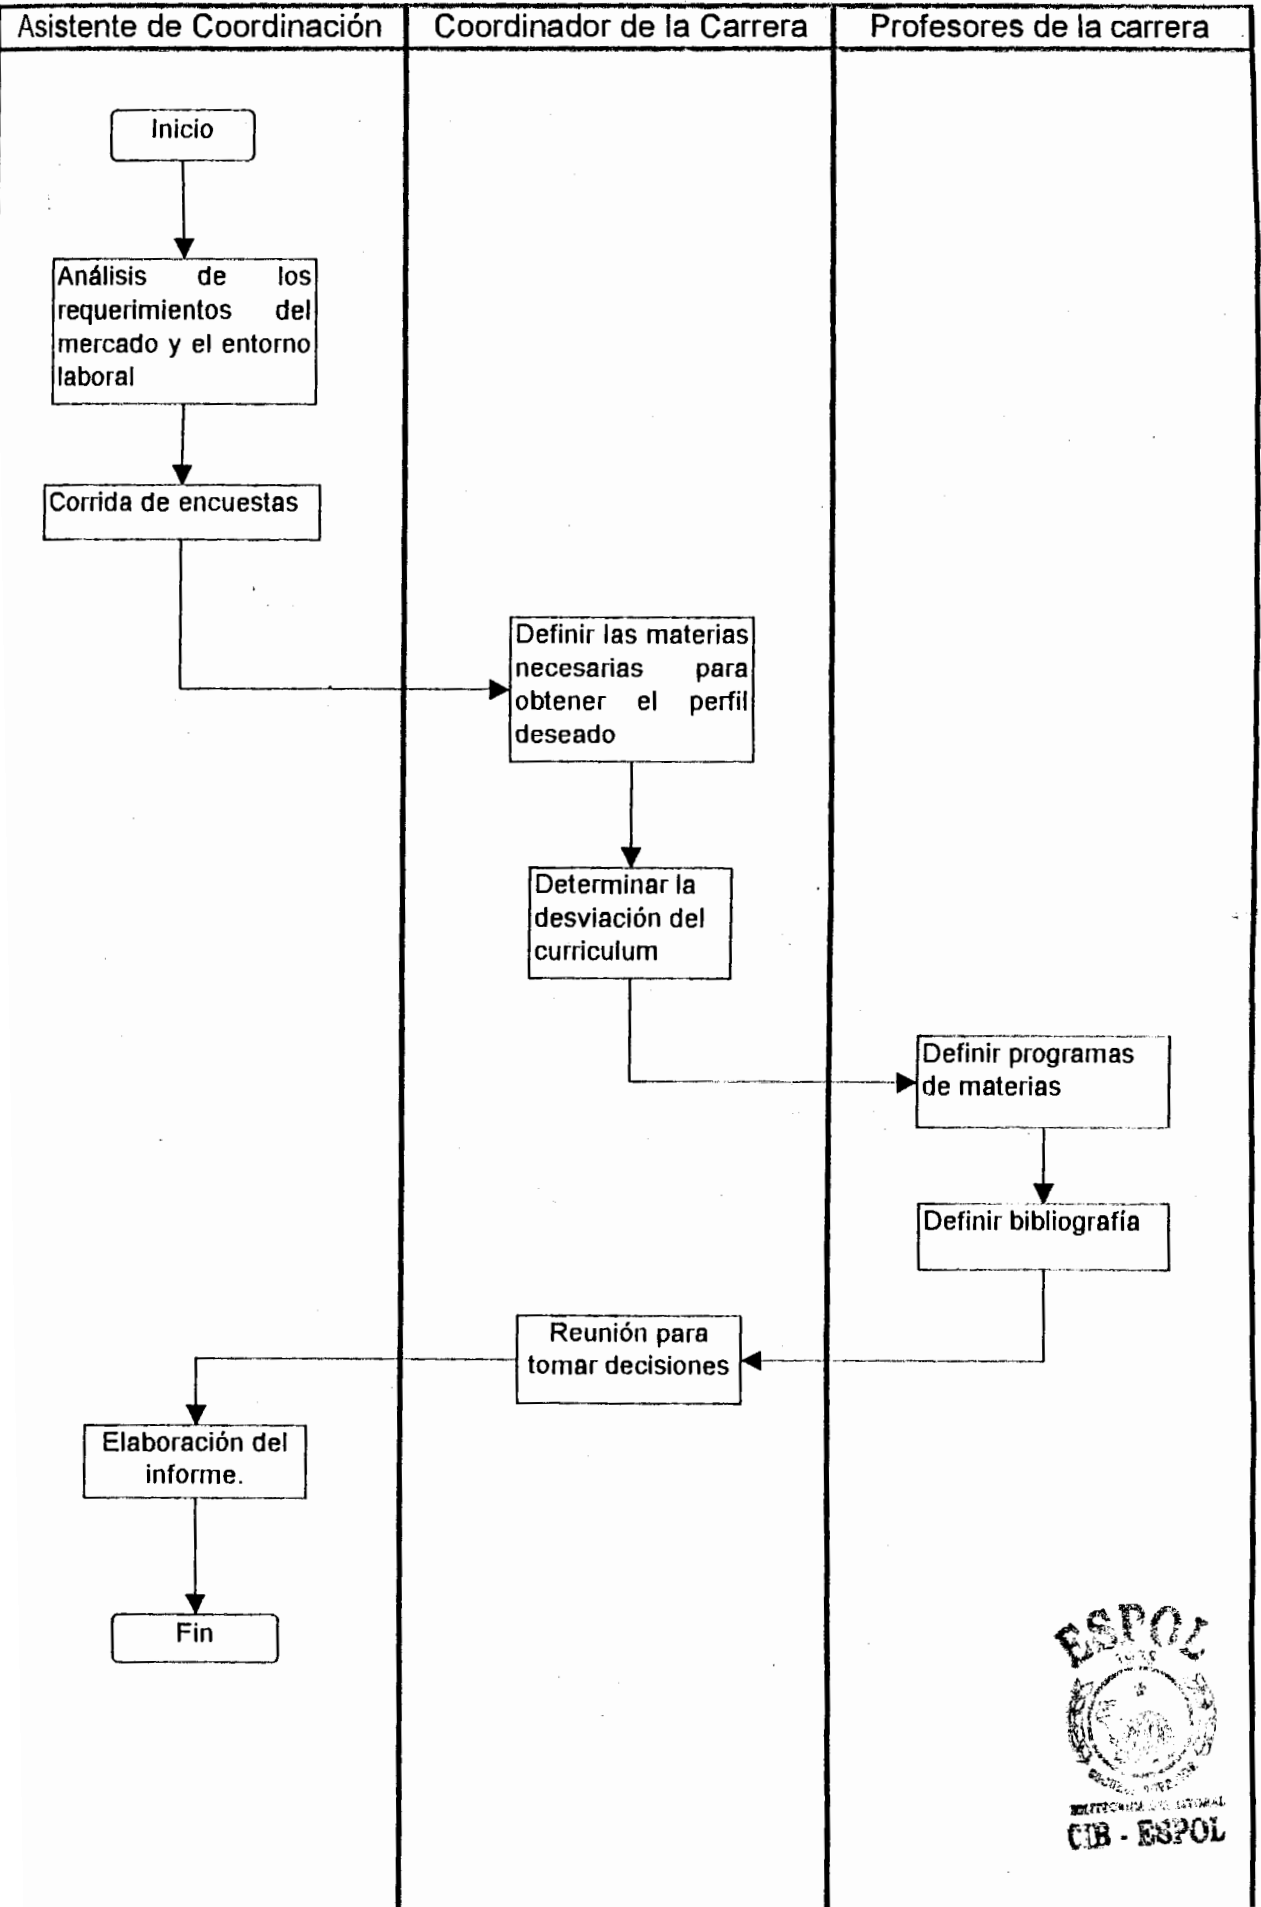 Asistente de Coordinación
Coordinador de la Carrera
Profesores de la carrera
Inicio
Análisis de los
requerimientos del
mercado y el entorno
laboral
Corrida de encuestas
Definir las materias
necesarias para
obtener el perfil
deseado
Determinar la
desviación del
curriculum
Definir programas
de materias
Definir bibliografía
Reunión para
tomar decisiones
Elaboración del
informe.
Fin
ESPOL
CIB - ESPOL